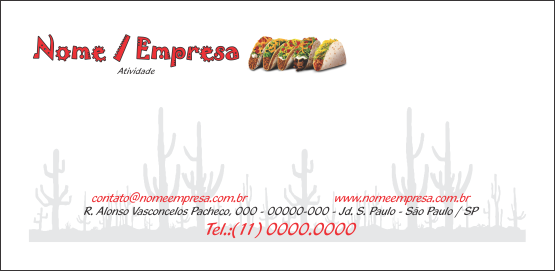 Nome / Empresa
Atividade
contato@nomeempresa.com.br www.nomeempresa.com.br
R. Alonso Vasconcelos Pacheco, 000 - 00000-000 - Jd. S. Paulo - São Paulo / SP
Tel.:(11) 0000.0000